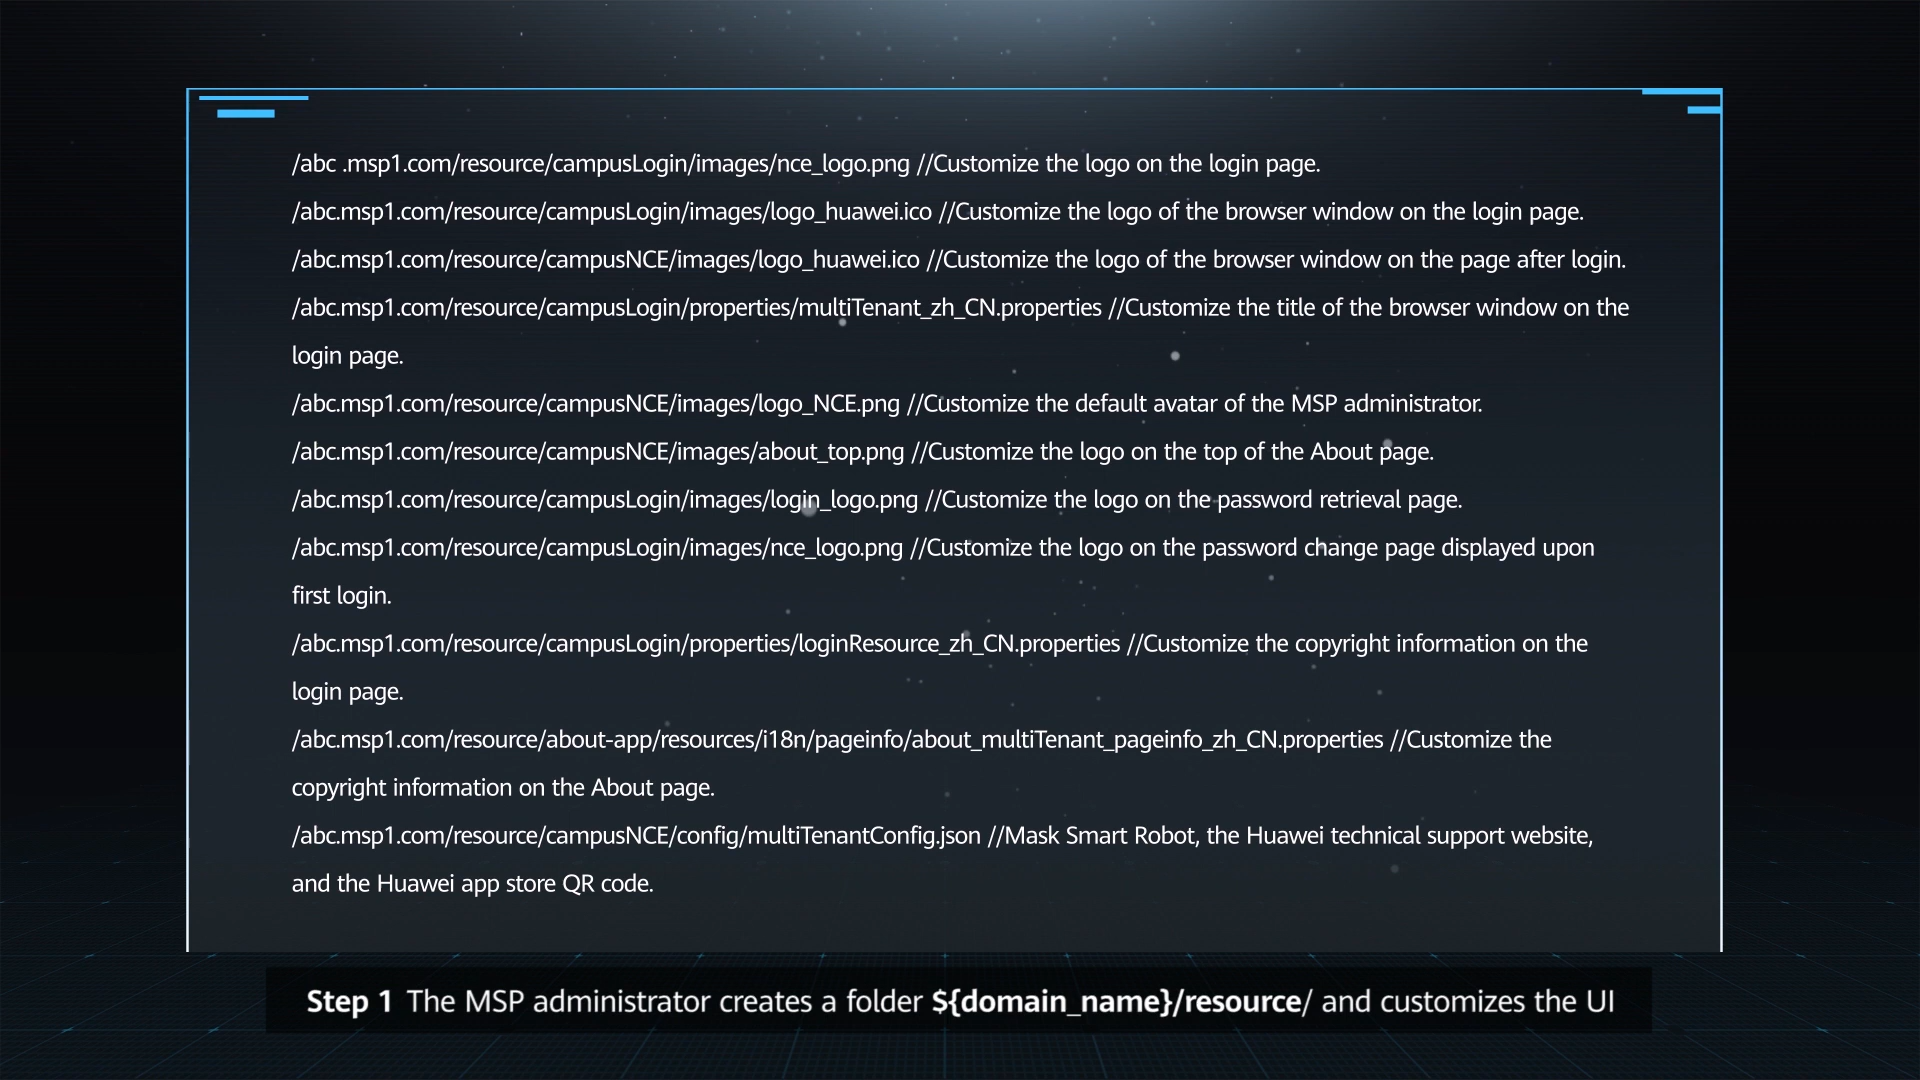 /abc .msp1.com/resource/campusLogin/images/nce_logo.png //Customize the logo on the login page.
/abc.msp1.com/resource/campusLogin/images/logo_huawei.ico //Customize the logo of the browser window on the login page.
/abc.msp1.com/resource/campusNCE/images/logo_huawei.ico //Customize the logo of the browser window on the page after login.
/abc.msp1.com/resource/campusLogin/properties/multiTenant_zh_CN.properties //Customize the title of the browser window on the
login page.
/abc.msp1.com/resource/campusNCE/images/logo_NCE.png //Customize the default avatar of the MSP administrator.
/abc.msp1.com/resource/campusNCE/images/about_top.png //Customize the logo on the top of the About page.
/abc.msp1.com/resource/campusLogin/images/login_logo.png //Customize the logo on the password retrieval page.
/abc.msp1.com/resource/campusLogin/images/nce_logo.png //Customize the logo on the password change page displayed upon
first login.
/abc.msp1.com/resource/campusLogin/properties/loginResource_zh_CN.properties //Customize the copyright information on the
login page.
/abc.msp1.com/resource/about-app/resources/i18n/pageinfo/about_multiTenant_pageinfo_zh_CN.properties //Customize the
copyright information on the About page.
/abc.msp1.com/resource/campusNCE/config/multiTenantConfig.json //Mask Smart Robot, the Huawei technical support website,
and the Huawei app store QR code.
Step 1 The MSP administrator creates a folder ${domain_name}/resource/ and customizes the UI